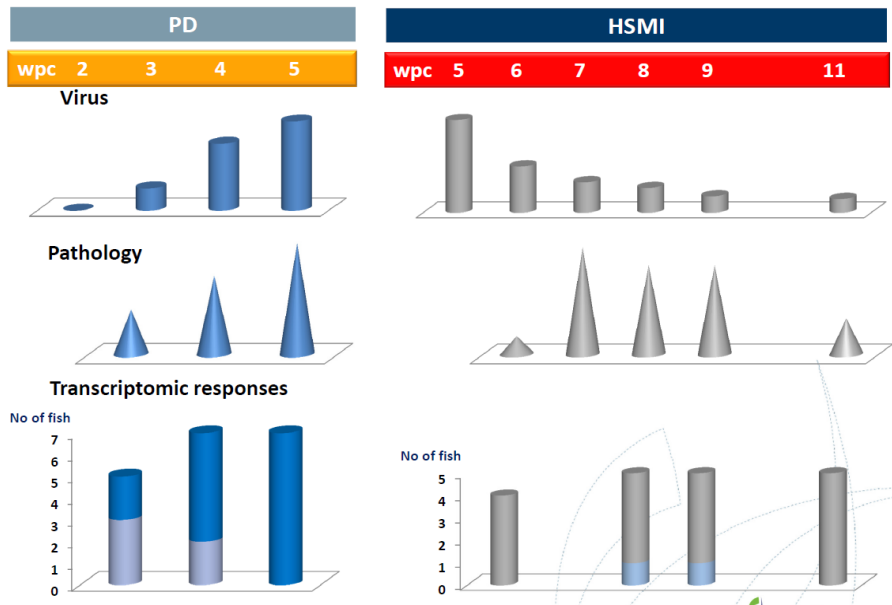 PD
HSMI
wpc 2 3 4 5
wpc 5 6 7 8 9 11
Virus
Pathology
Transcriptomic responses
No of fish
7
6
5
4
3
2
1
0
No of fish
5
4
3
2
1
0